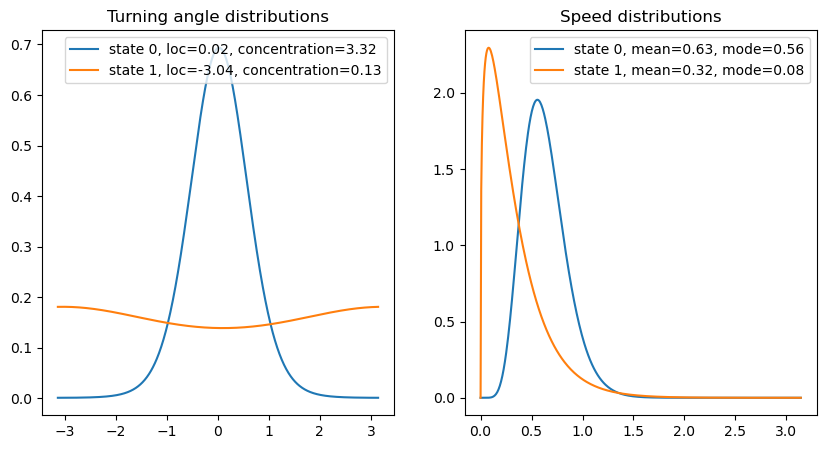 Turning angle distributions
state 0, loc=0.02, concentration=3.32
state 1, loc=-3.04, concentration=0.13
0.7
0.6
0.5
0.4
0.3
0.2
0.1
0.0
−3 −2 −1 0 1 2 3
Speed distributions
state 0, mean=0.63, mode=0.56
state 1, mean=0.32, mode=0.08
2.0
1.5
1.0
0.5
0.0
0.0 0.5 1.0 1.5 2.0 2.5 3.0